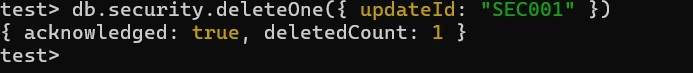 test> db.security.deleteOne({ updateId: "SEC001" })
{ acknowledged: true, deletedCount: 1 }
test>